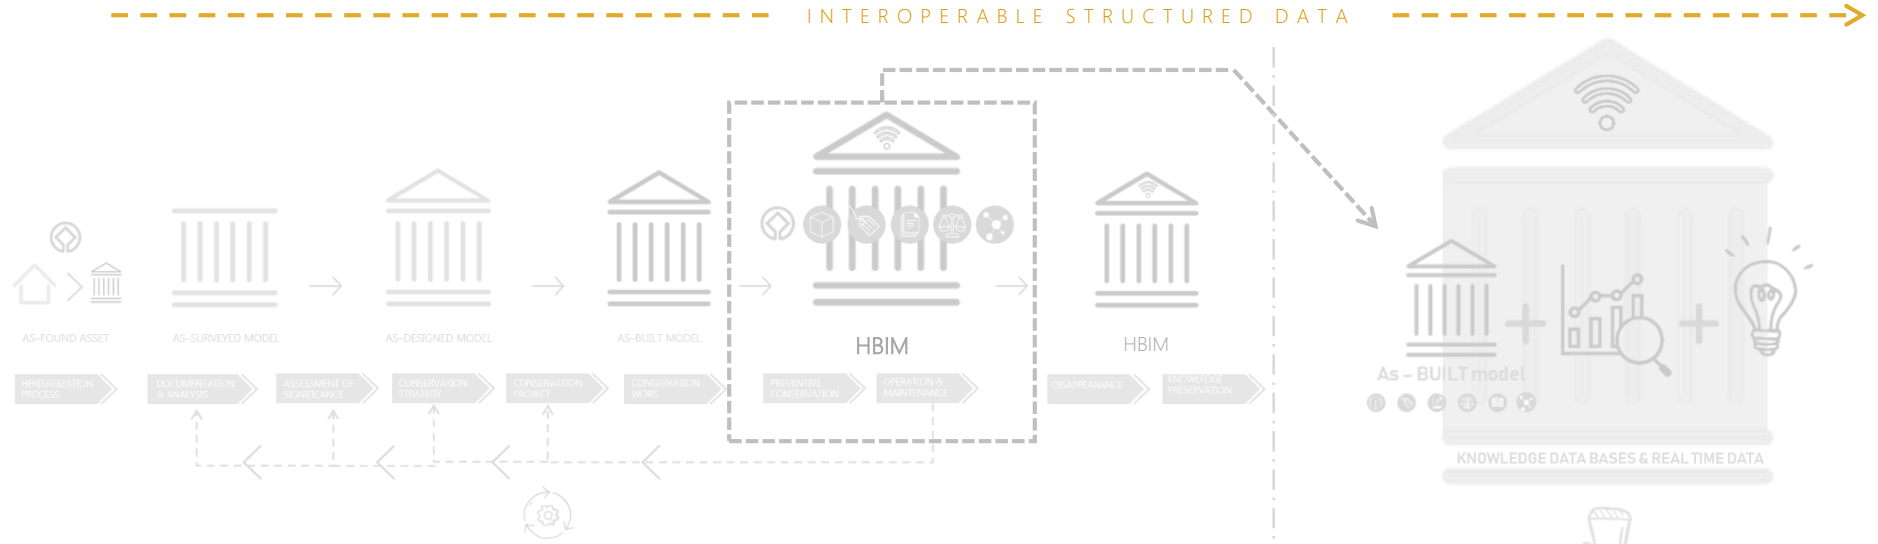 INTEROPERABLE STRUCTURED DATA
AS-FOUND ASSET
AS-SURVEYED MODEL
AS-DESIGNED MODEL
AS-BUILT MODEL
HBIM
HBIM
HERITAGIZATION
PROCESS
DOCUMENTATION
& ANALYSIS
ASSESSMENT OF
SIGNIFICANCE
CONSERVATION
STRATEGY
CONSERVATION
PROJECT
CONSERVATION
WORS
PREVENTIVE
CONSERVATION
OPERATION &
MAINTENANCE
DISAPPEARANCE
KNOWLEDGE
PRESERVATION
As – BUILT model
KNOWLEDGE DATA BASES & REAL TIME DATA